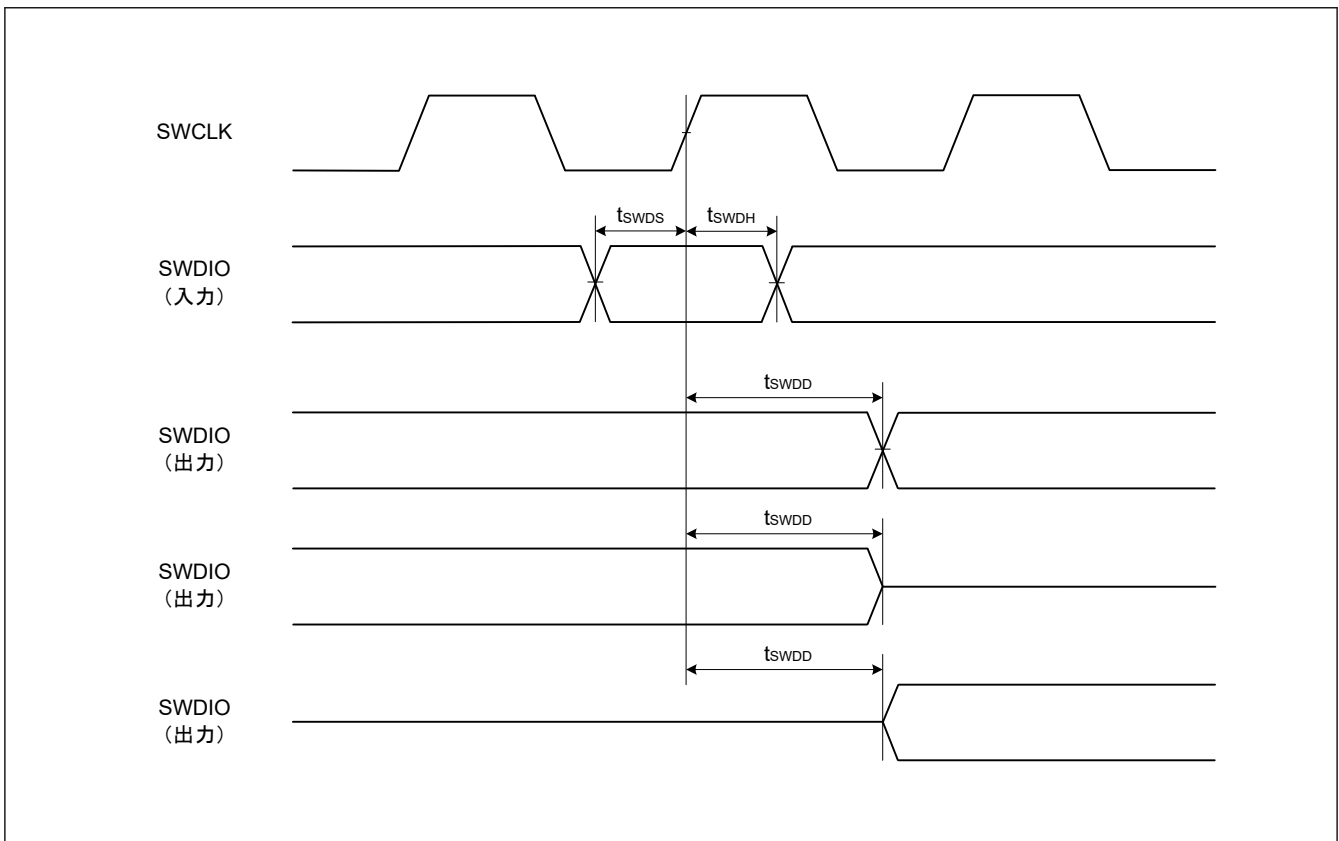 SWCLK
tSWDS
tSWDH
SWDIO
（入力）
tSWDD
SWDIO
（出力）
tSWDD
SWDIO
（出力）
tSWDD
SWDIO
（出力）